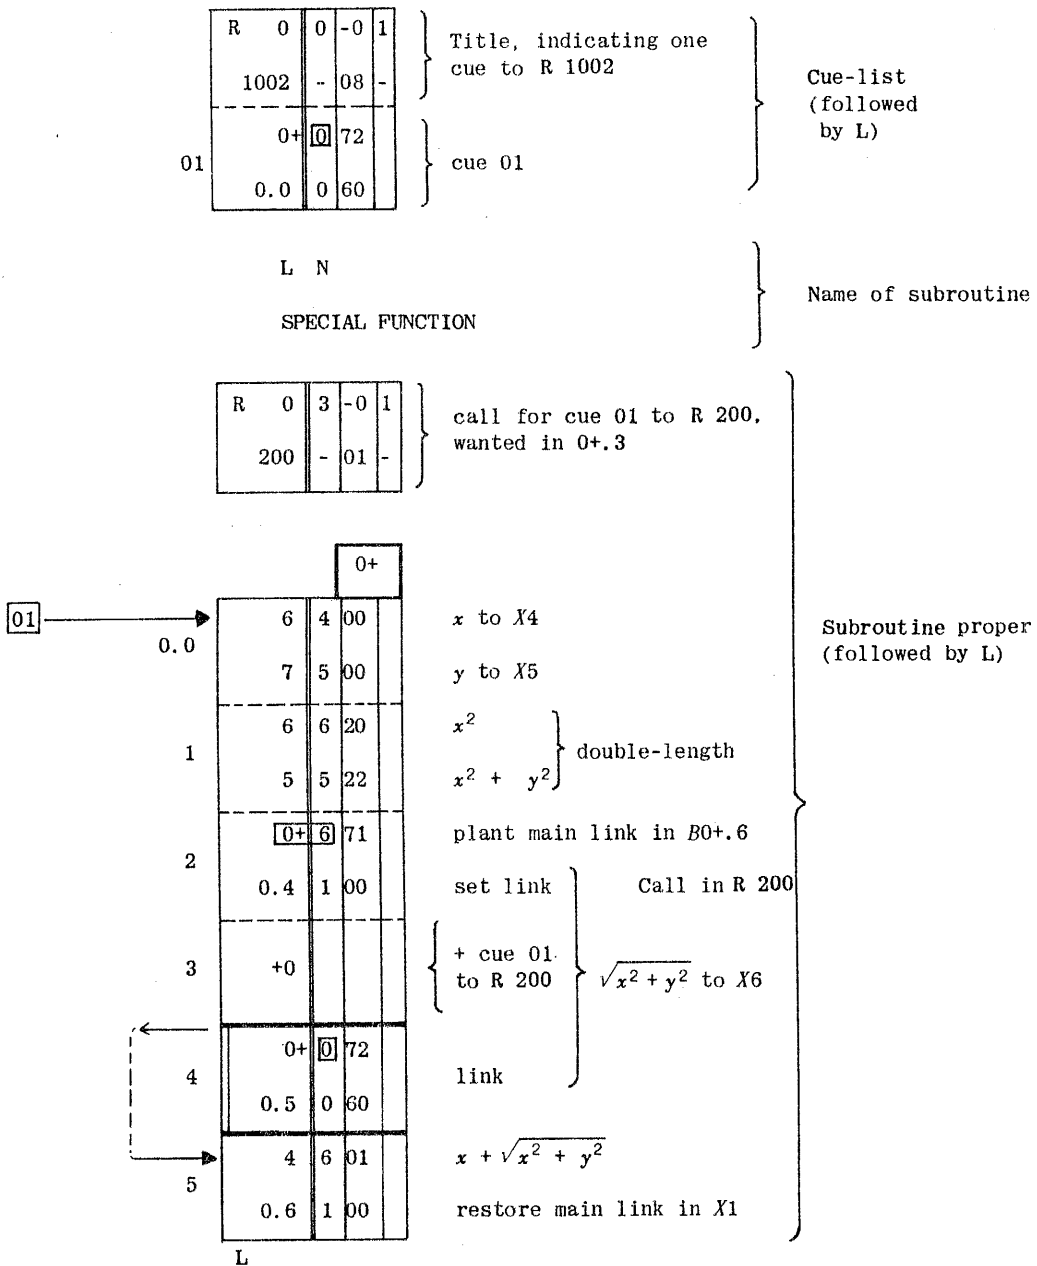 R 0 0 -0 1
Title, indicating one
cue to R 1002
1002 - 08 -
Cue-list
(followed
by L)
0+ 0 72
01
cue 01
0.0 0 60
L N
Name of subroutine
SPECIAL FUNCTION
R 0 3 -0 1
call for cue 01 to R 200,
wanted in 0+.3
200 - 01 -
0+
01
6 4 00 x to X4
0.0
Subroutine proper
(followed by L)
7 5 00 y to X5
6 6 20 x²
1
double-length
5 5 22 x² + y²
0+ 6 71 plant main link in B0+.6
2
0.4 1 00 set link Call in R 200
+ cue 01
3 +0
to R 200
√x² + y² to X6
0+ 0 72
4
link
0.5 0 60
4 6 01 x + √x² + y²
5
0.6 1 00 restore main link in X1
L